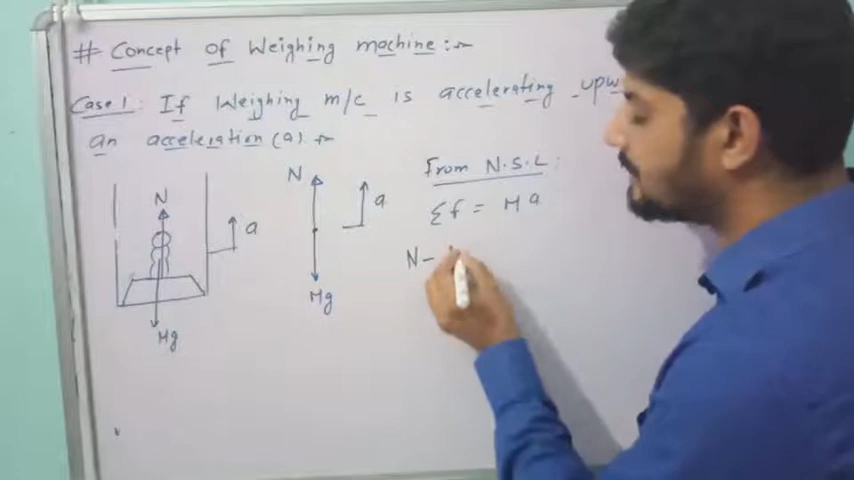 # Concept of Weighing machine :-
Case 1: If Weighing m/c is accelerating upw
an acceleration (a) :-
From N.S.L :
N
a
N
a
Σf = Ma
N-
Mg
Mg